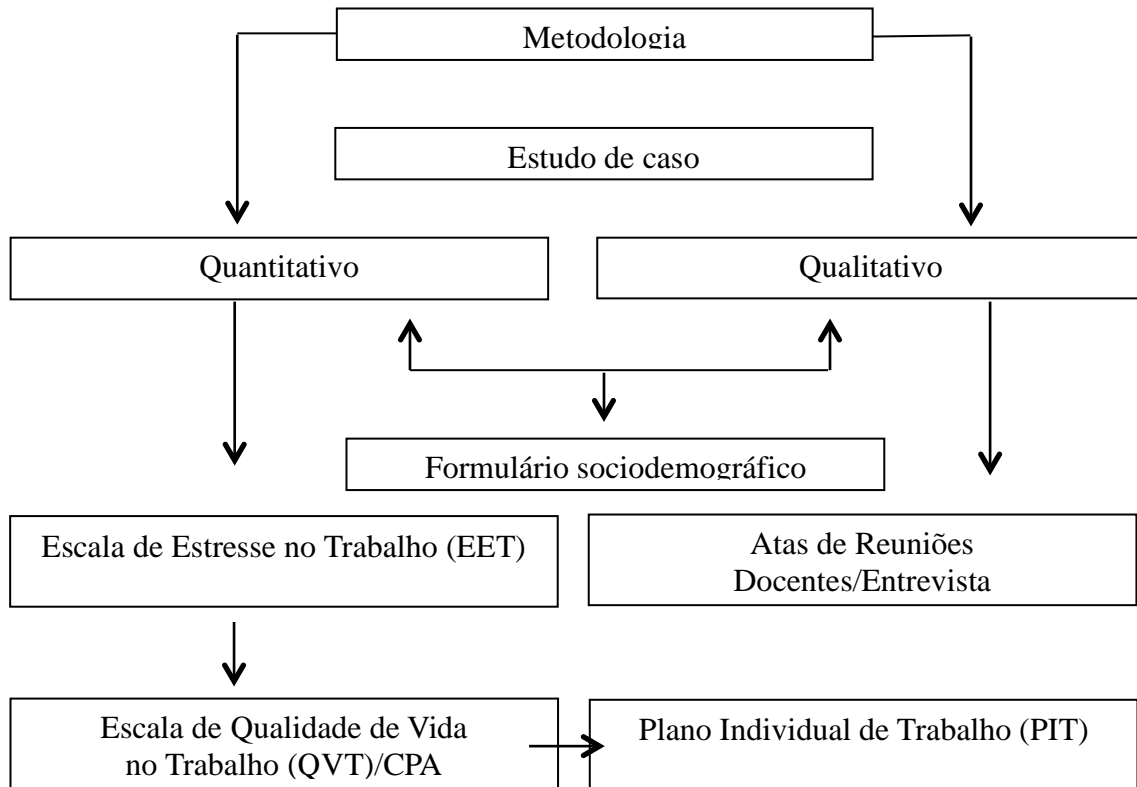 Metodologia
Estudo de caso
Quantitativo
Qualitativo
Formulário sociodemográfico
Escala de Estresse no Trabalho (EET)
Atas de Reuniões
Docentes/Entrevista
Escala de Qualidade de Vida
no Trabalho (QVT)/CPA
Plano Individual de Trabalho (PIT)